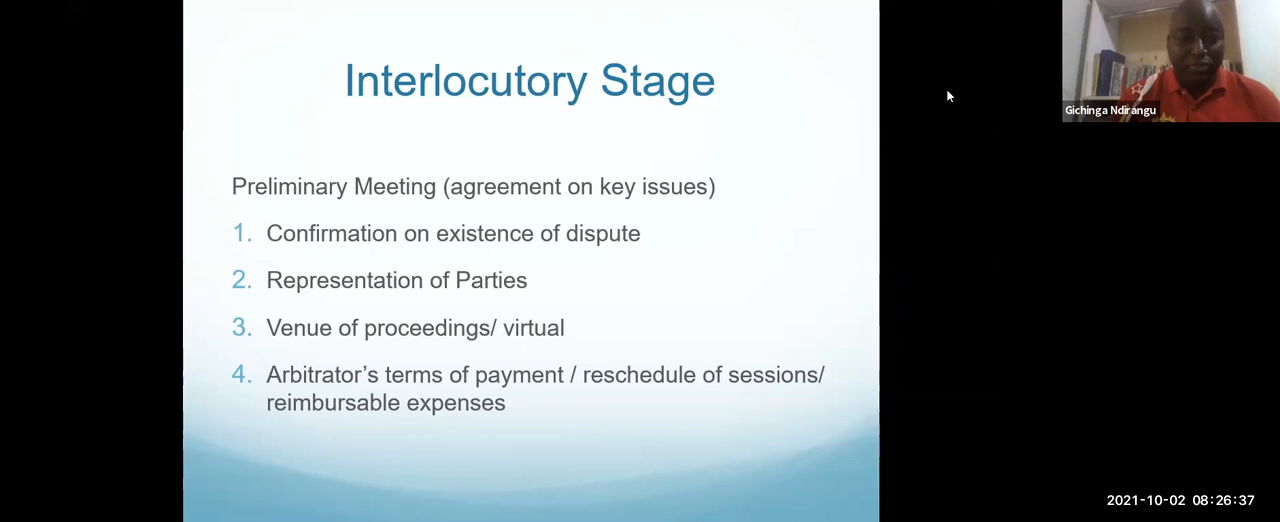 Interlocutory Stage
Preliminary Meeting (agreement on key issues)
1. Confirmation on existence of dispute
2. Representation of Parties
3. Venue of proceedings/ virtual
4. Arbitrator’s terms of payment / reschedule of sessions/
reimbursable expenses
Gichinga Ndirangu
2021-10-02 08:26:37